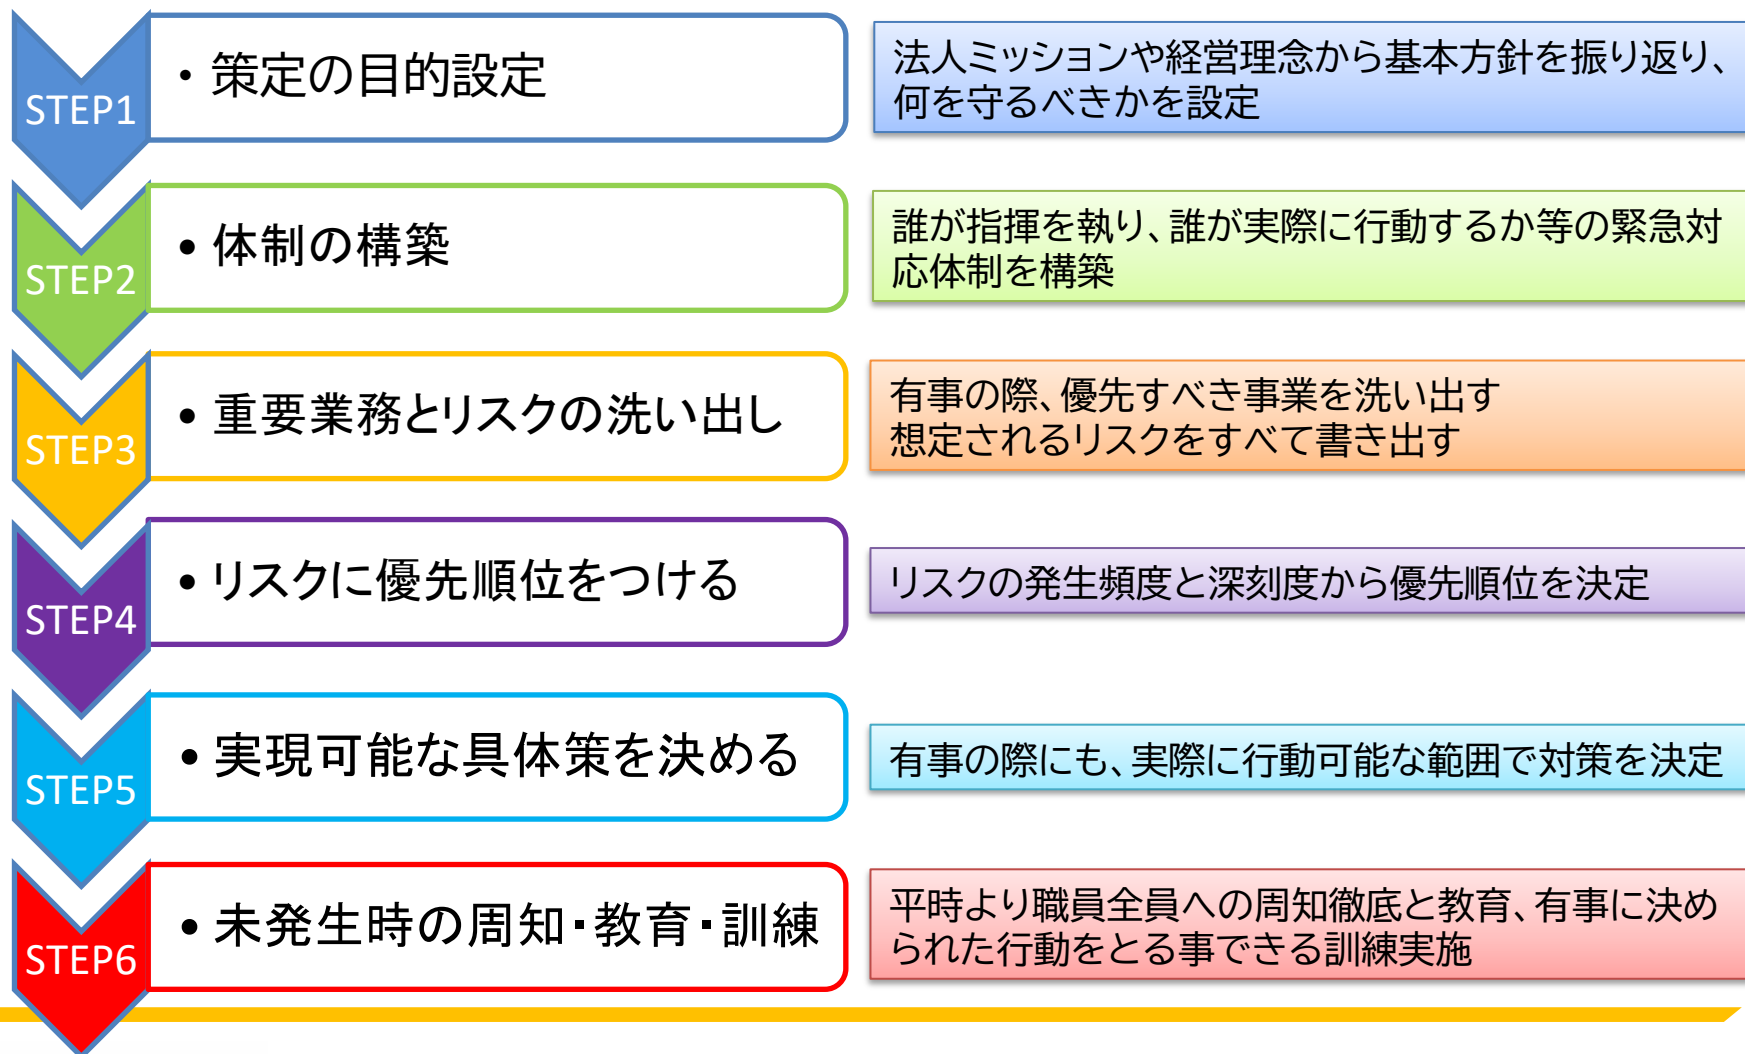 STEP1
・策定の目的設定
法人ミッションや経営理念から基本方針を振り返り、
何を守るべきかを設定
STEP2
•体制の構築
誰が指揮を執り、誰が実際に行動するか等の緊急対
応体制を構築
STEP3
•重要業務とリスクの洗い出し
有事の際、優先すべき事業を洗い出す
想定されるリスクをすべて書き出す
STEP4
•リスクに優先順位をつける
リスクの発生頻度と深刻度から優先順位を決定
STEP5
•実現可能な具体策を決める
有事の際にも、実際に行動可能な範囲で対策を決定
STEP6
•未発生時の周知・教育・訓練
平時より職員全員への周知徹底と教育、有事に決め
られた行動をとる事できる訓練実施